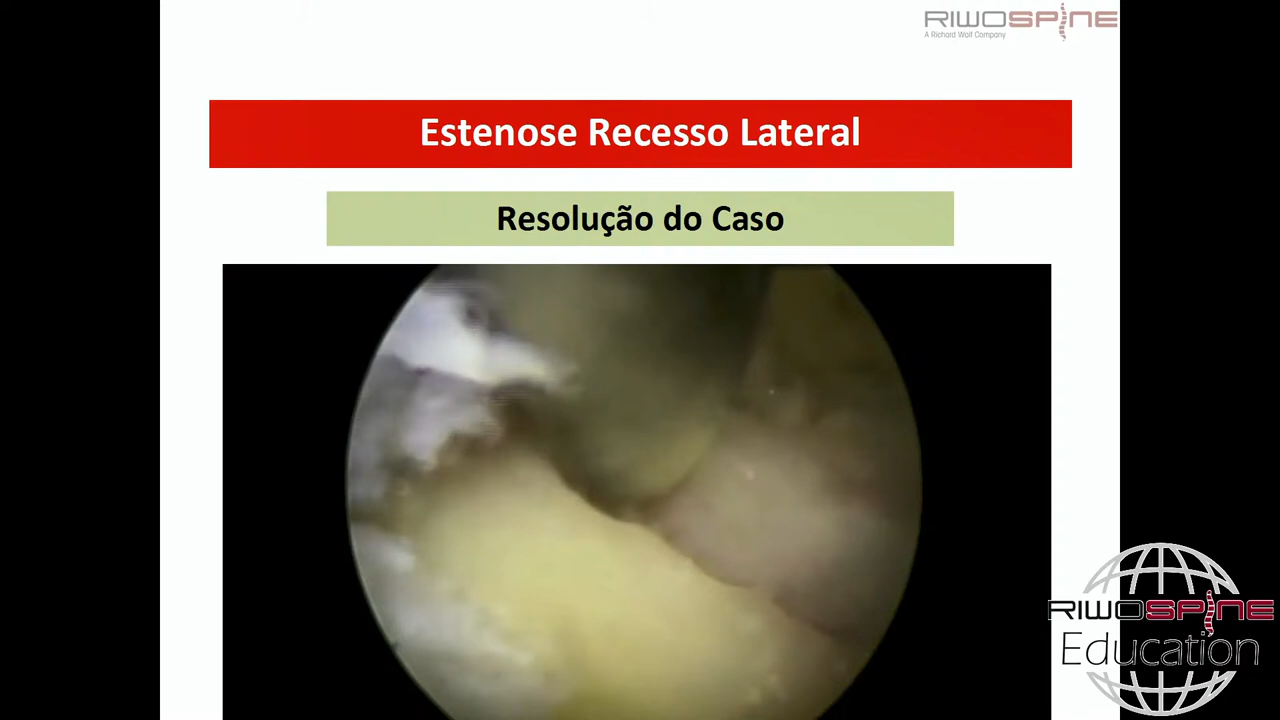 RIWOSPINE
A Richard Wolf Company
Estenose Recesso Lateral
Resolução do Caso
RIWOSPINE
Education